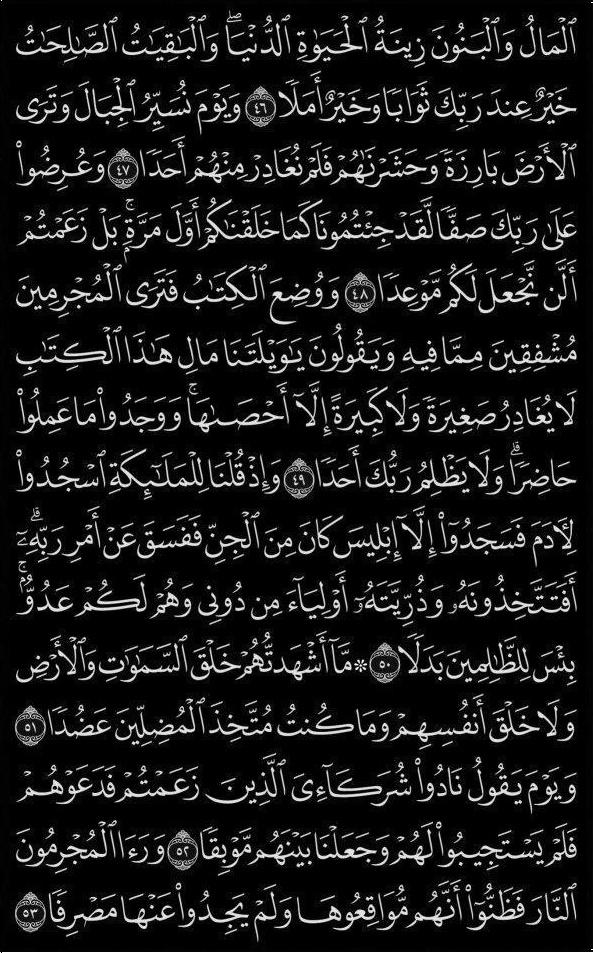 ٱلْمَالُ وَٱلْبَنُونَ زِينَةُ ٱلْحَيَوٰةِ ٱلدُّنْيَاۖ وَٱلْبَٰقِيَٰتُ ٱلصَّٰلِحَٰتُ
خَيْرٌ عِندَ رَبِّكَ ثَوَابًا وَخَيْرٌ أَمَلًا ٤٦ وَيَوْمَ نُسَيِّرُ ٱلْجِبَالَ وَتَرَى
ٱلْأَرْضَ بَارِزَةً وَحَشَرْنَٰهُمْ فَلَمْ نُغَادِرْ مِنْهُمْ أَحَدًا ٤٧ وَعُرِضُوا۟
عَلَىٰ رَبِّكَ صَفًّا لَّقَدْ جِئْتُمُونَا كَمَا خَلَقْنَٰكُمْ أَوَّلَ مَرَّةٍۭۚ بَلْ زَعَمْتُمْ
أَلَّن نَّجْعَلَ لَكُم مَّوْعِدًا ٤٨ وَوُضِعَ ٱلْكِتَٰبُ فَتَرَى ٱلْمُجْرِمِينَ
مُشْفِقِينَ مِمَّا فِيهِ وَيَقُولُونَ يَٰوَيْلَتَنَا مَالِ هَٰذَا ٱلْكِتَٰبِ
لَا يُغَادِرُ صَغِيرَةً وَلَا كَبِيرَةً إِلَّآ أَحْصَىٰهَاۚ وَوَجَدُوا۟ مَا عَمِلُوا۟
حَاضِرًاۗ وَلَا يَظْلِمُ رَبُّكَ أَحَدًا ٤٩ وَإِذْ قُلْنَا لِلْمَلَٰٓئِكَةِ ٱسْجُدُوا۟
لِءَادَمَ فَسَجَدُوٓا۟ إِلَّآ إِبْلِيسَ كَانَ مِنَ ٱلْجِنِّ فَفَسَقَ عَنْ أَمْرِ رَبِّهِۦٓۗ
أَفَتَتَّخِذُونَهُۥ وَذُرِّيَّتَهُۥٓ أَوْلِيَآءَ مِن دُونِى وَهُمْ لَكُمْ عَدُوٌّۢۚ
بِئْسَ لِلظَّٰلِمِينَ بَدَلًا ٥٠ ۞ مَّآ أَشْهَدتُّهُمْ خَلْقَ ٱلسَّمَٰوَٰتِ وَٱلْأَرْضِ
وَلَا خَلْقَ أَنفُسِهِمْ وَمَا كُنتُ مُتَّخِذَ ٱلْمُضِلِّينَ عَضُدًا ٥١
وَيَوْمَ يَقُولُ نَادُوا۟ شُرَكَآءِىَ ٱلَّذِينَ زَعَمْتُمْ فَدَعَوْهُمْ
فَلَمْ يَسْتَجِيبُوا۟ لَهُمْ وَجَعَلْنَا بَيْنَهُم مَّوْبِقًا ٥٢ وَرَءَا ٱلْمُجْرِمُونَ
ٱلنَّارَ فَظَنُّوٓا۟ أَنَّهُم مُّوَاقِعُوهَا وَلَمْ يَجِدُوا۟ عَنْهَا مَصْرِفًا ٥٣